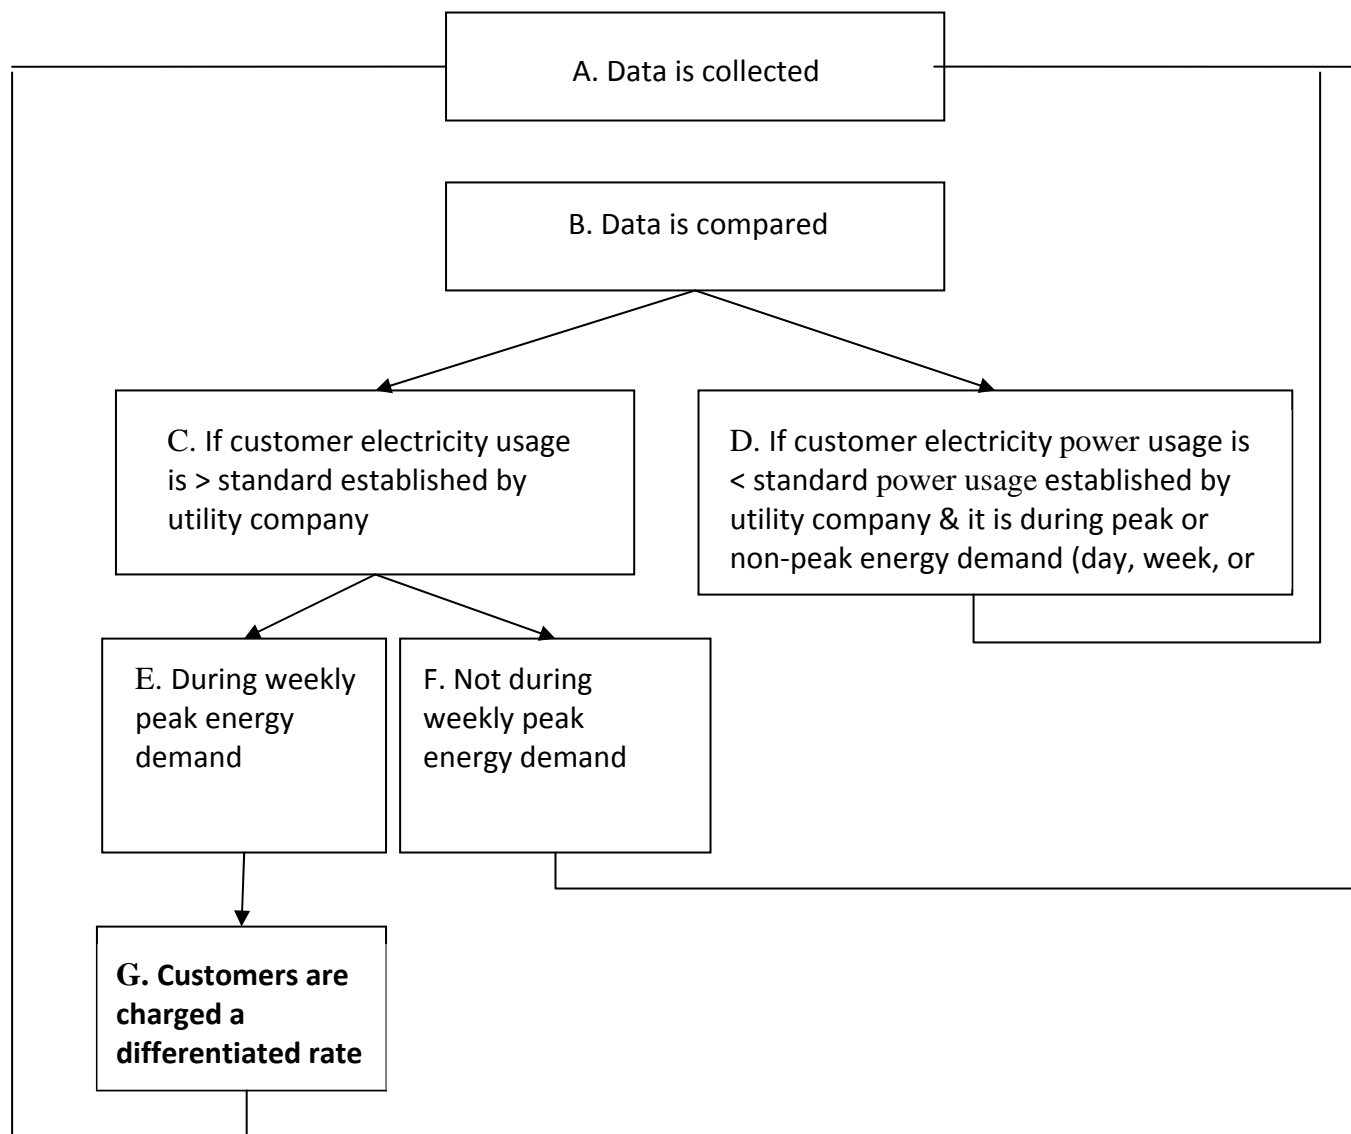 A. Data is collected
B. Data is compared
C. If customer electricity usage
is > standard established by
utility company
D. If customer electricity power usage is
< standard power usage established by
utility company & it is during peak or
non-peak energy demand (day, week, or
E. During weekly
peak energy
demand
F. Not during
weekly peak
energy demand
G. Customers are
charged a
differentiated rate